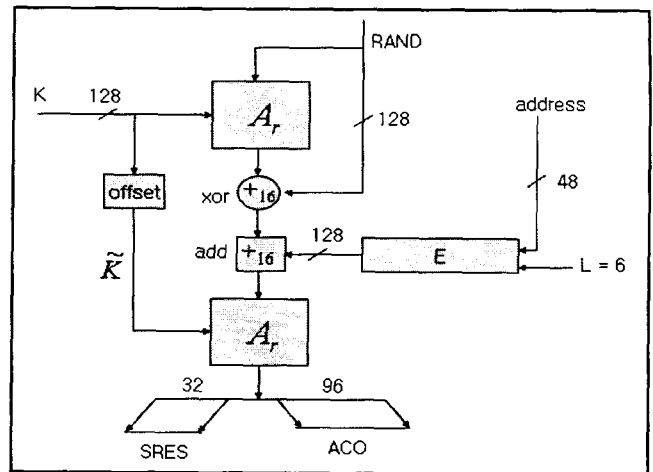 RAND
K 128
A_r
128
address
offset
xor +16
48
K̃
add +16 128 E
L = 6
A_r
32 96
SRES ACO